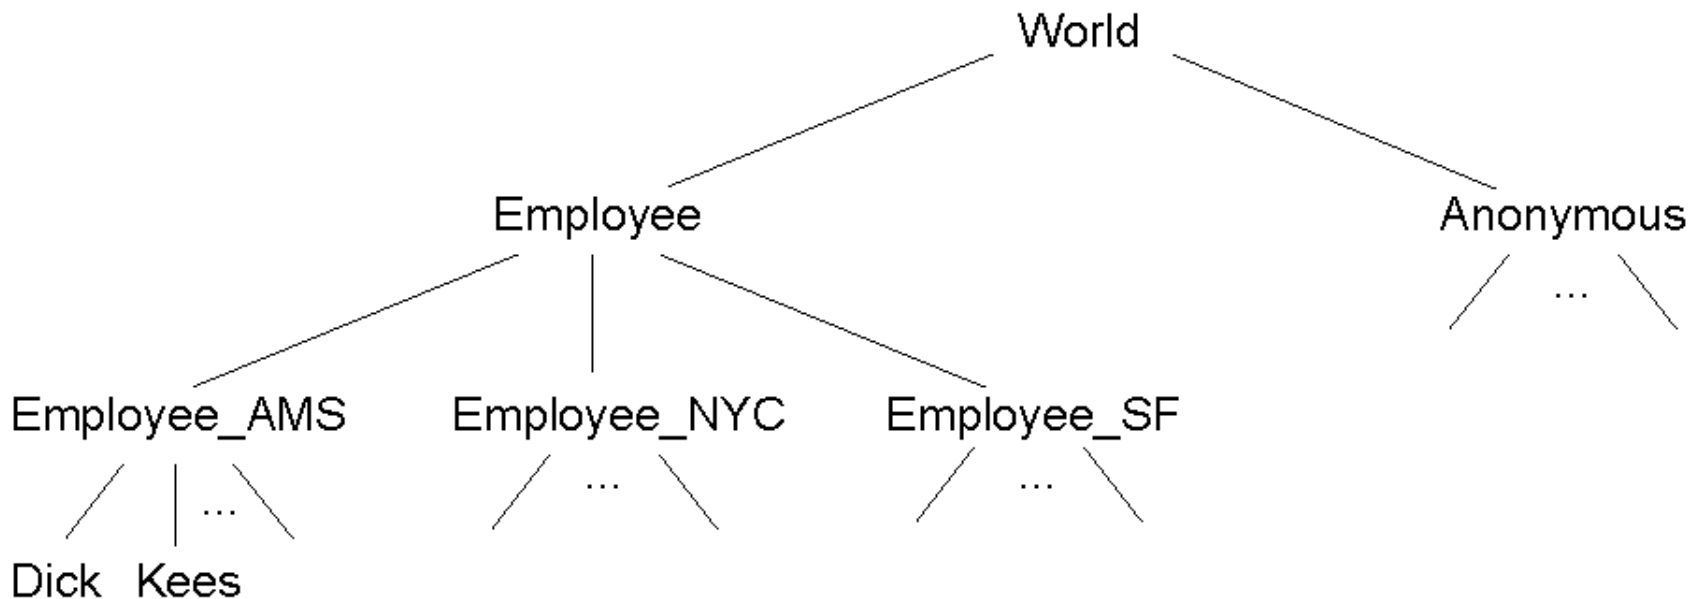 World
Employee
Anonymous
...
Employee_AMS
Employee_NYC
Employee_SF
...
...
...
Dick
Kees